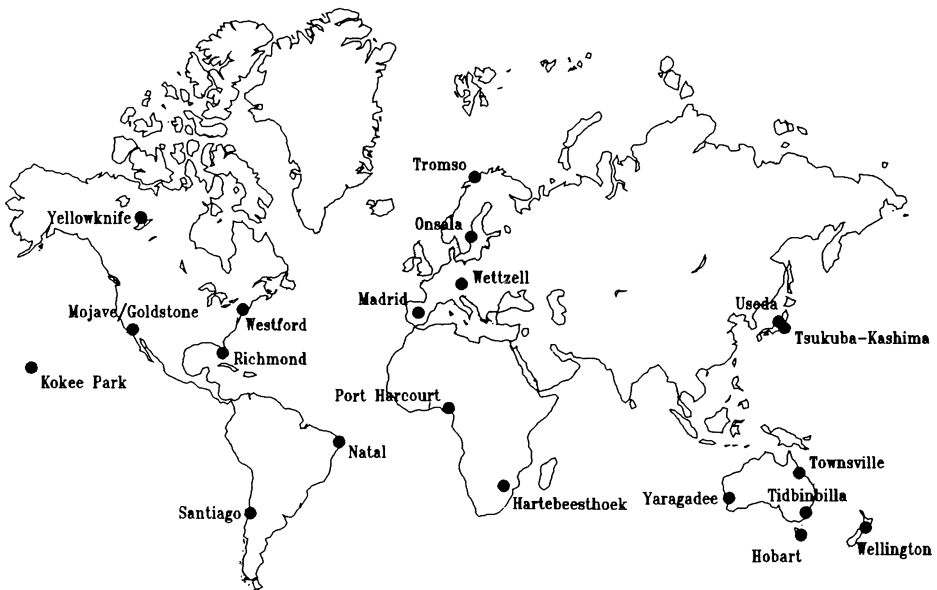 Tromso
Yellowknife
Onsala
Wettzell
Madrid
Usuda
Mojave/Goldstone
Westford
Tsukuba-Kashima
Richmond
Kokee Park
Port Harcourt
Natal
Townsville
Hartebeesthoek
Yaragadee
Tidbinbilla
Santiago
Wellington
Hobart